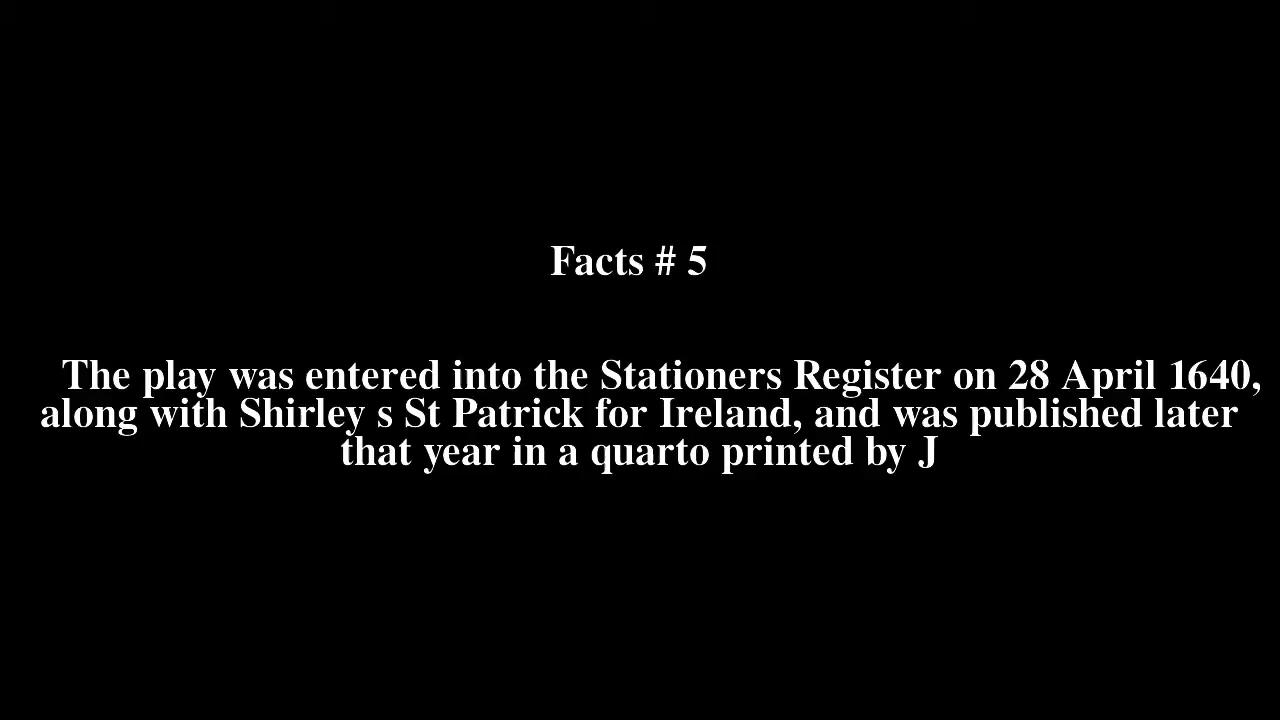 Facts # 5
The play was entered into the Stationers Register on 28 April 1640,
along with Shirley s St Patrick for Ireland, and was published later
that year in a quarto printed by J